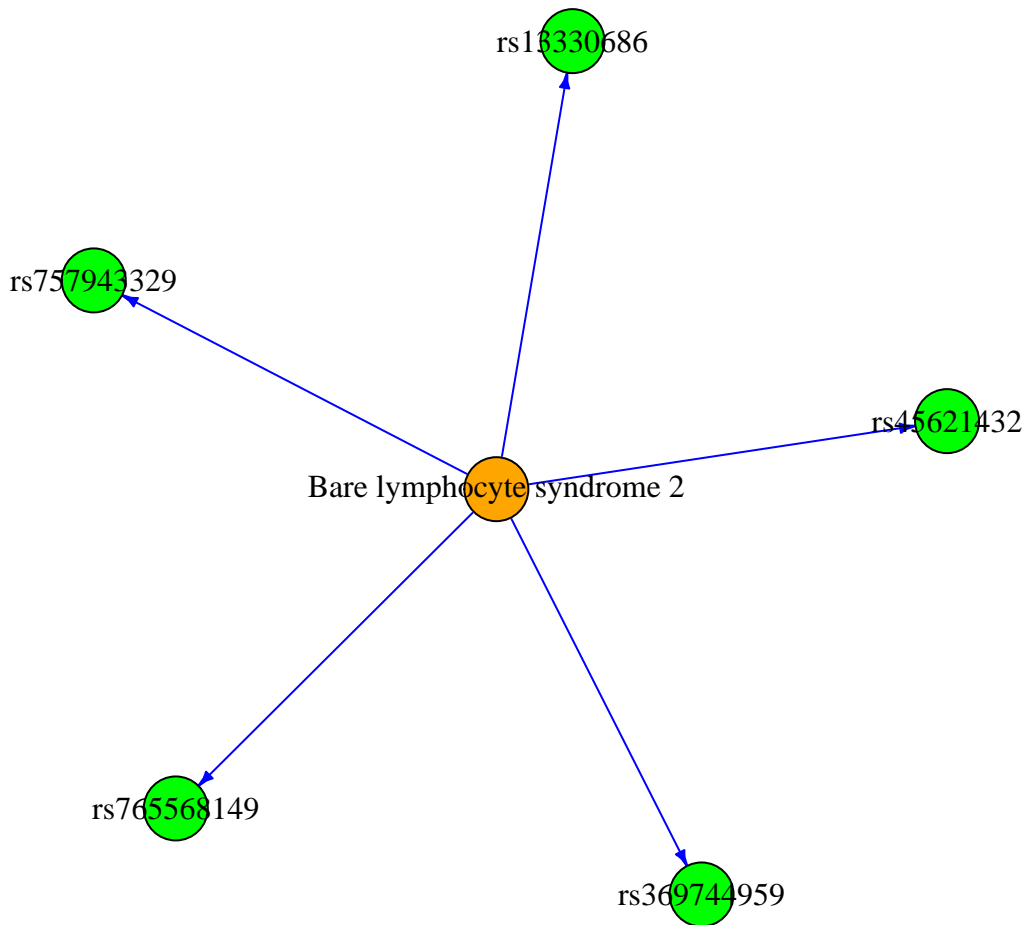 rs13330686
rs757943329
rs45621432
Bare lymphocyte syndrome 2
rs765568149
rs369744959